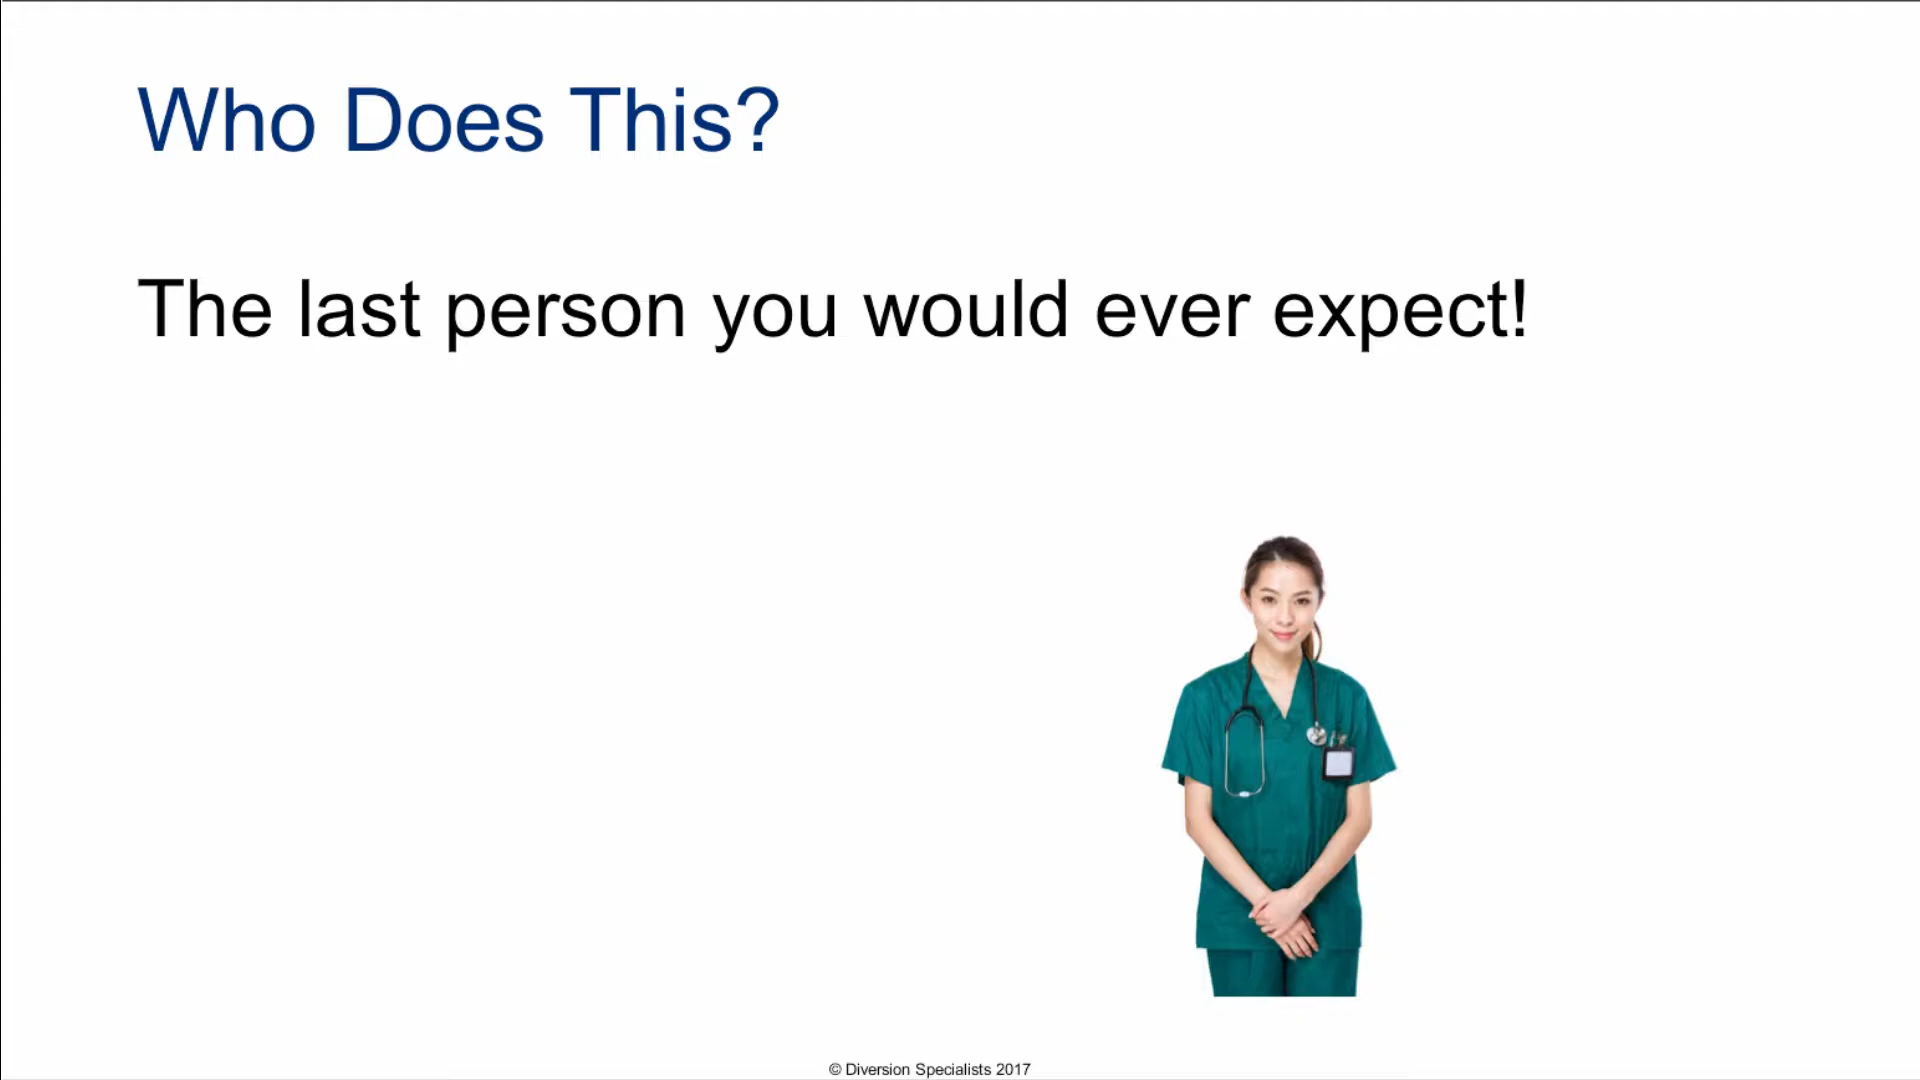 Who Does This?
The last person you would ever expect!
© Diversion Specialists 2017